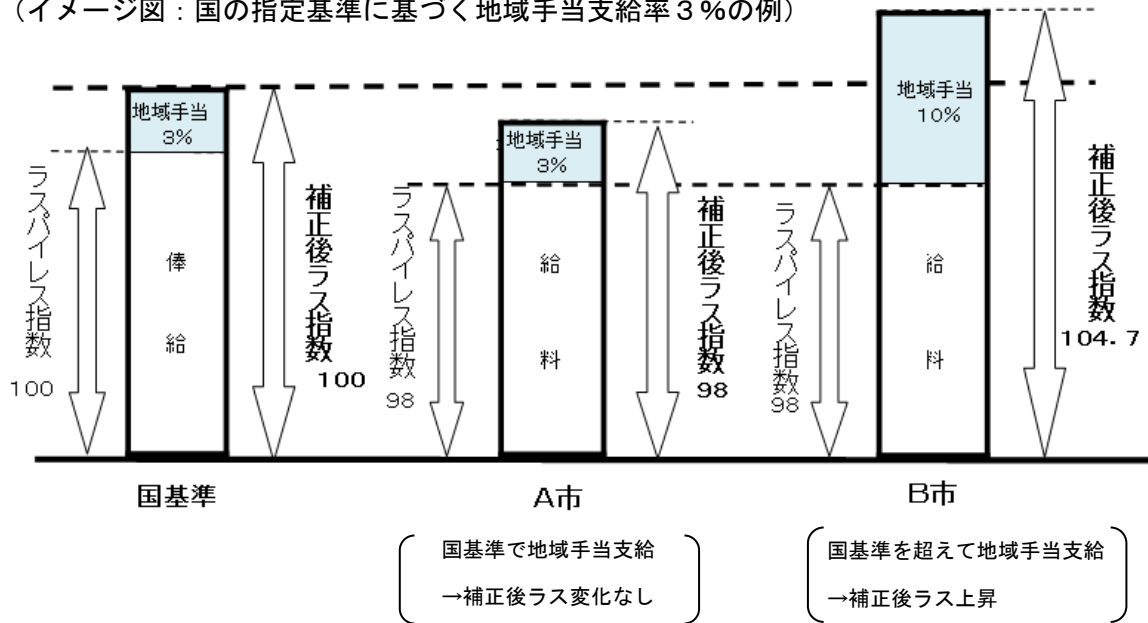 （イメージ図：国の指定基準に基づく地域手当支給率３％の例）
地域手当
3%
俸
給
ラスパイレス指数
100
補正後ラス指数
100
国基準
地域手当
3%
給
料
ラスパイレス指数
98
補正後ラス指数
98
A市
国基準で地域手当支給
→補正後ラス変化なし
地域手当
10%
給
料
ラスパイレス指数
98
補正後ラス指数
104.7
B市
国基準を超えて地域手当支給
→補正後ラス上昇